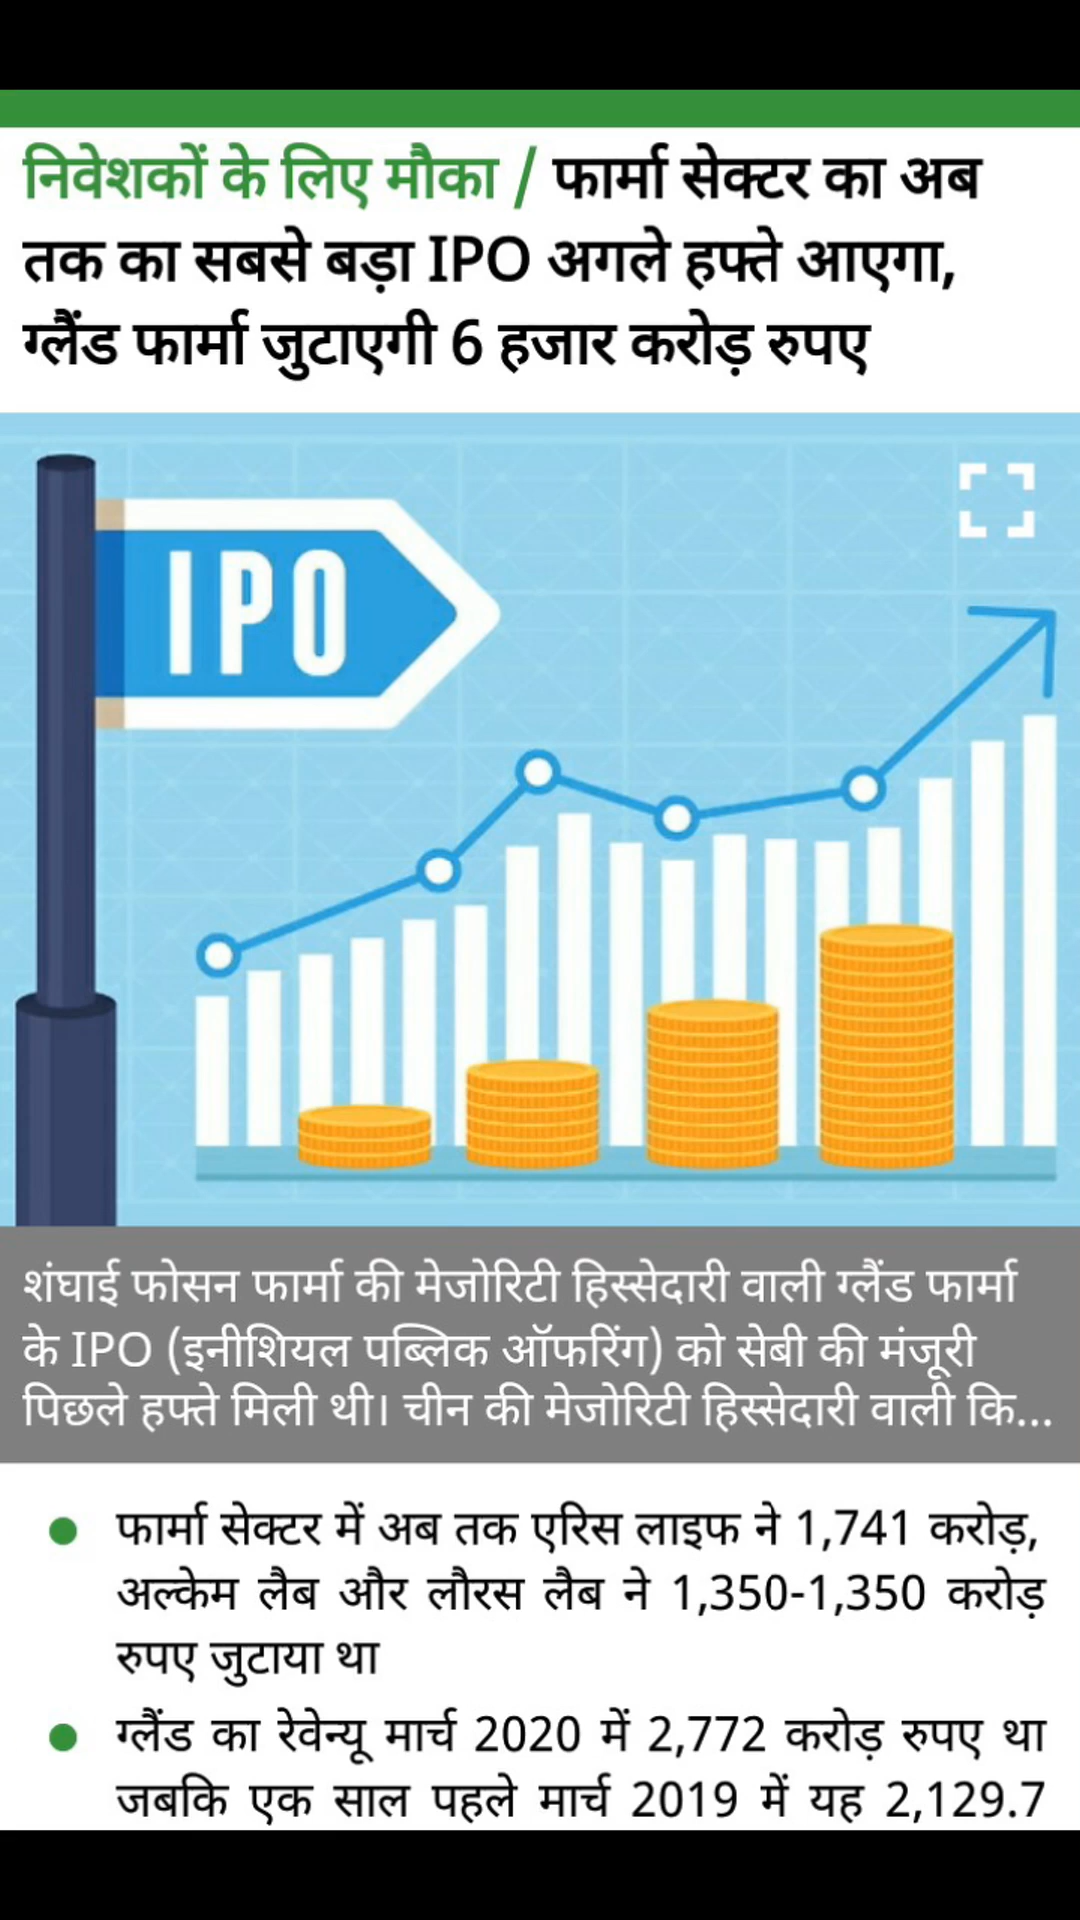 निवेशकों के लिए मौका / फार्मा सेक्टर का अब
तक का सबसे बड़ा IPO अगले हफ्ते आएगा,
ग्लैंड फार्मा जुटाएगी 6 हजार करोड़ रुपए
IPO
शंघाई फोसन फार्मा की मेजोरिटी हिस्सेदारी वाली ग्लैंड फार्मा
के IPO (इनीशियल पब्लिक ऑफरिंग) को सेबी की मंजूरी
पिछले हफ्ते मिली थी। चीन की मेजोरिटी हिस्सेदारी वाली कि...
फार्मा सेक्टर में अब तक एरिस लाइफ ने 1,741 करोड़,
अल्केम लैब और लौरस लैब ने 1,350-1,350 करोड़
रुपए जुटाया था
ग्लैंड का रेवेन्यू मार्च 2020 में 2,772 करोड़ रुपए था
जबकि एक साल पहले मार्च 2019 में यह 2,129.7